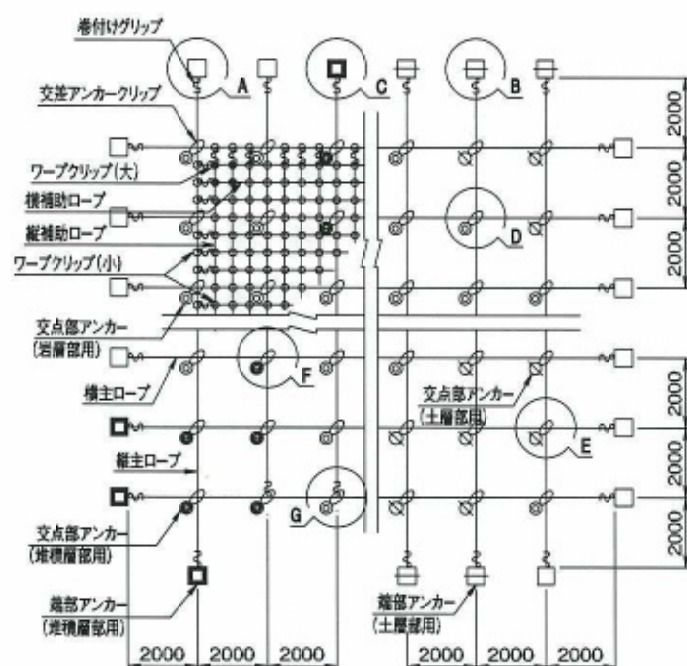 巻付けグリップ
A
C
B
交差アンカークリップ
2000
ワープクリップ(大)
横補助ロープ
2000
縦補助ロープ
D
ワープクリップ(小)
2000
交点部アンカー
(岩層部用)
F
交点部アンカー
(土層部用)
2000
横主ロープ
E
2000
縦主ロープ
G
交点部アンカー
(堆積層部用)
2000
端部アンカー
(堆積層部用)
端部アンカー
(土層部用)
2000
2000
2000
2000
2000
2000